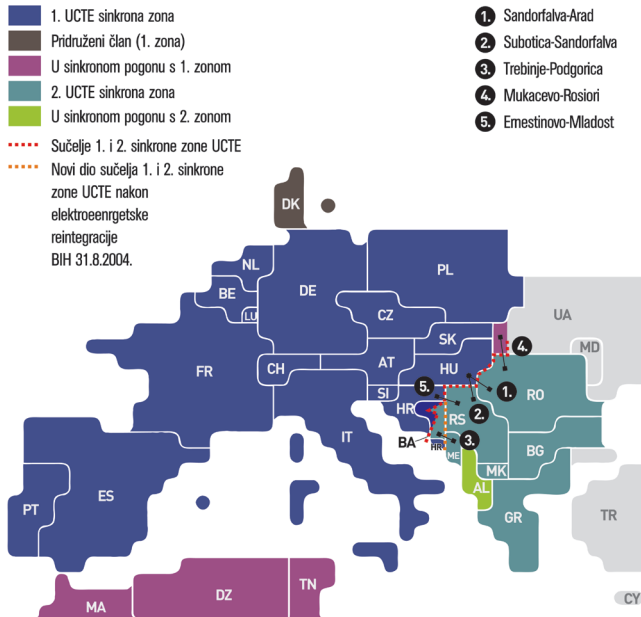 1. UCTE sinkrona zona
Pridruženi član (1. zona)
U sinkronom pogonu s 1. zonom
2. UCTE sinkrona zona
U sinkronom pogonu s 2. zonom
Sučelje 1. i 2. sinkrone zone UCTE
Novi dio sučelja 1. i 2. sinkrone
zone UCTE nakon
elektroenrgetske
reintegracije
BIH 31.8.2004.
1. Sandorfalva-Arad
2. Subotica-Sandorfalva
3. Trebinje-Podgorica
4. Mukacevo-Rosiori
5. Ernestinovo-Mladost
DK
NL
PL
BE
DE
LU
CZ
UA
SK
4.
MD
FR
CH
AT
HU
SI
5.
1.
RO
HR
RS
2.
IT
BA
3.
HR
ME
BG
MK
ES
PT
AL
GR
TR
TN
DZ
MA
CY